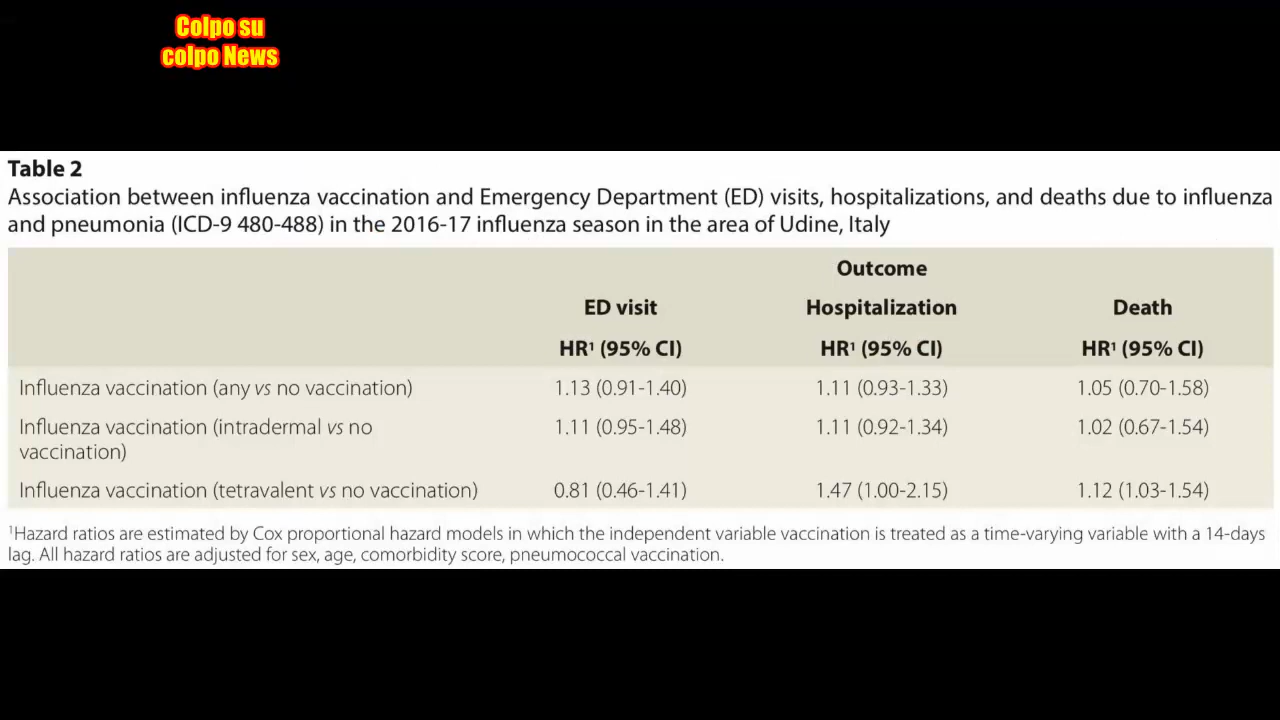 Colpo su
colpo News
Table 2
Association between influenza vaccination and Emergency Department (ED) visits, hospitalizations, and deaths due to influenza
and pneumonia (ICD-9 480-488) in the 2016-17 influenza season in the area of Udine, Italy
Outcome
ED visit Hospitalization Death
HR¹ (95% CI) HR¹ (95% CI) HR¹ (95% CI)
Influenza vaccination (any vs no vaccination) 1.13 (0.91-1.40) 1.11 (0.93-1.33) 1.05 (0.70-1.58)
Influenza vaccination (intradermal vs no 1.11 (0.95-1.48) 1.11 (0.92-1.34) 1.02 (0.67-1.54)
vaccination)
Influenza vaccination (tetravalent vs no vaccination) 0.81 (0.46-1.41) 1.47 (1.00-2.15) 1.12 (1.03-1.54)
¹Hazard ratios are estimated by Cox proportional hazard models in which the independent variable vaccination is treated as a time-varying variable with a 14-days
lag. All hazard ratios are adjusted for sex, age, comorbidity score, pneumococcal vaccination.